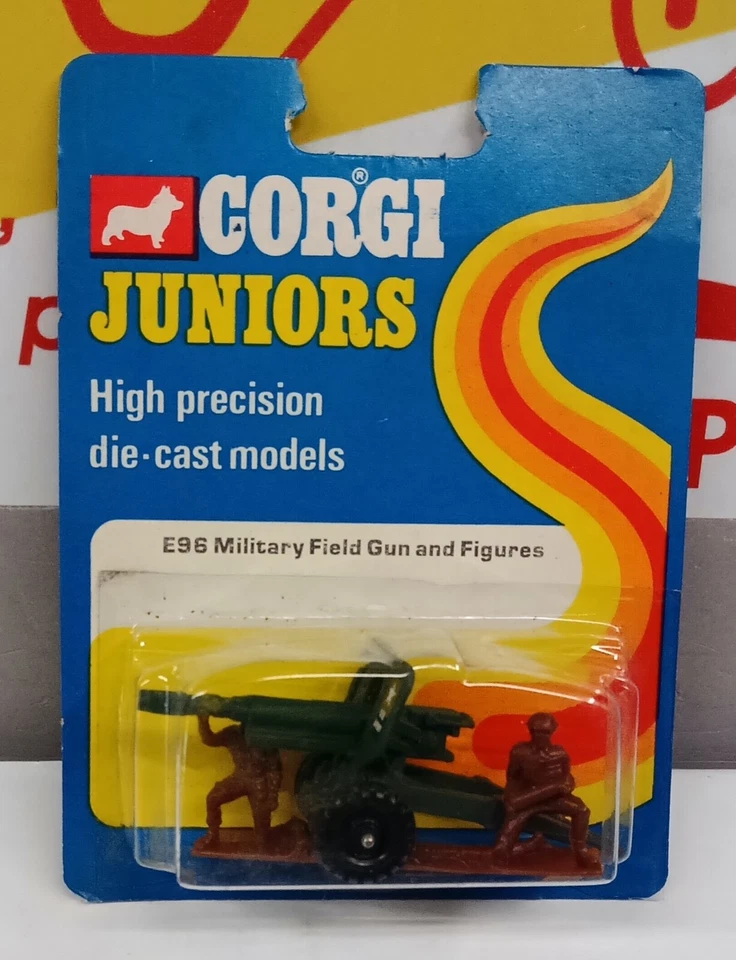 CORGI®
JUNIORS
High precision
die-cast models
E96 Military Field Gun and Figures